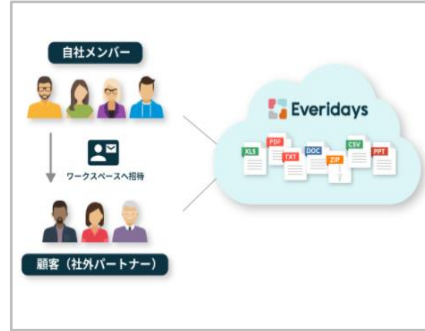 自社メンバー
ワークスペースへ招待
顧客（社外パートナー）
Everidays
XLS
PDF
TXT
DOC
ZIP
CSV
PPT